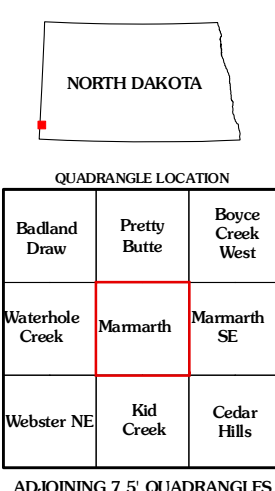 NORTH DAKOTA
QUADRANGLE LOCATION
Badland
Draw
Pretty
Butte
Boyce
Creek
West
Waterhole
Creek
Marmarth
Marmarth
SE
Webster NE
Kid
Creek
Cedar
Hills
ADJOINING 7.5' QUADRANGLES